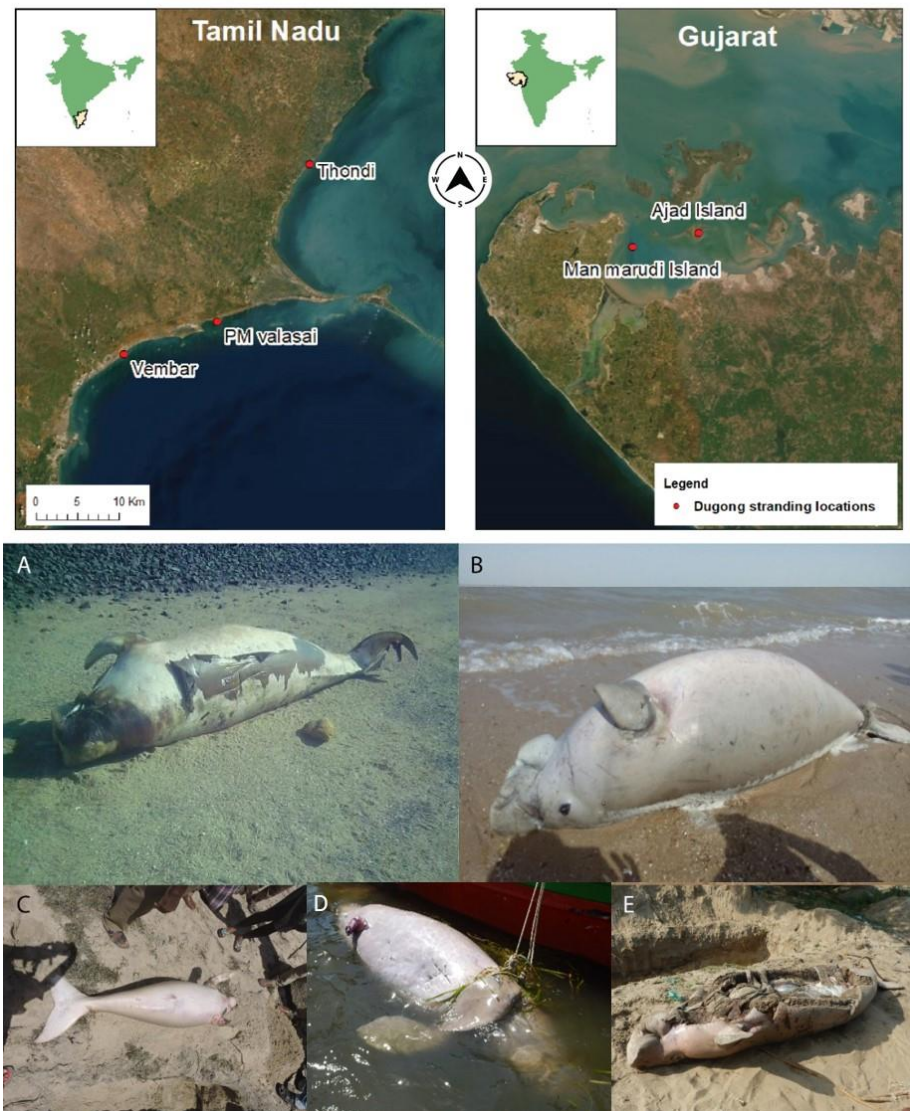 Tamil Nadu
Thondi
PM valasai
Vembar
0 5 10 Km
N
W E
S
Gujarat
Ajad Island
Man marudi Island
Legend
Dugong stranding locations
A
B
C
D
E